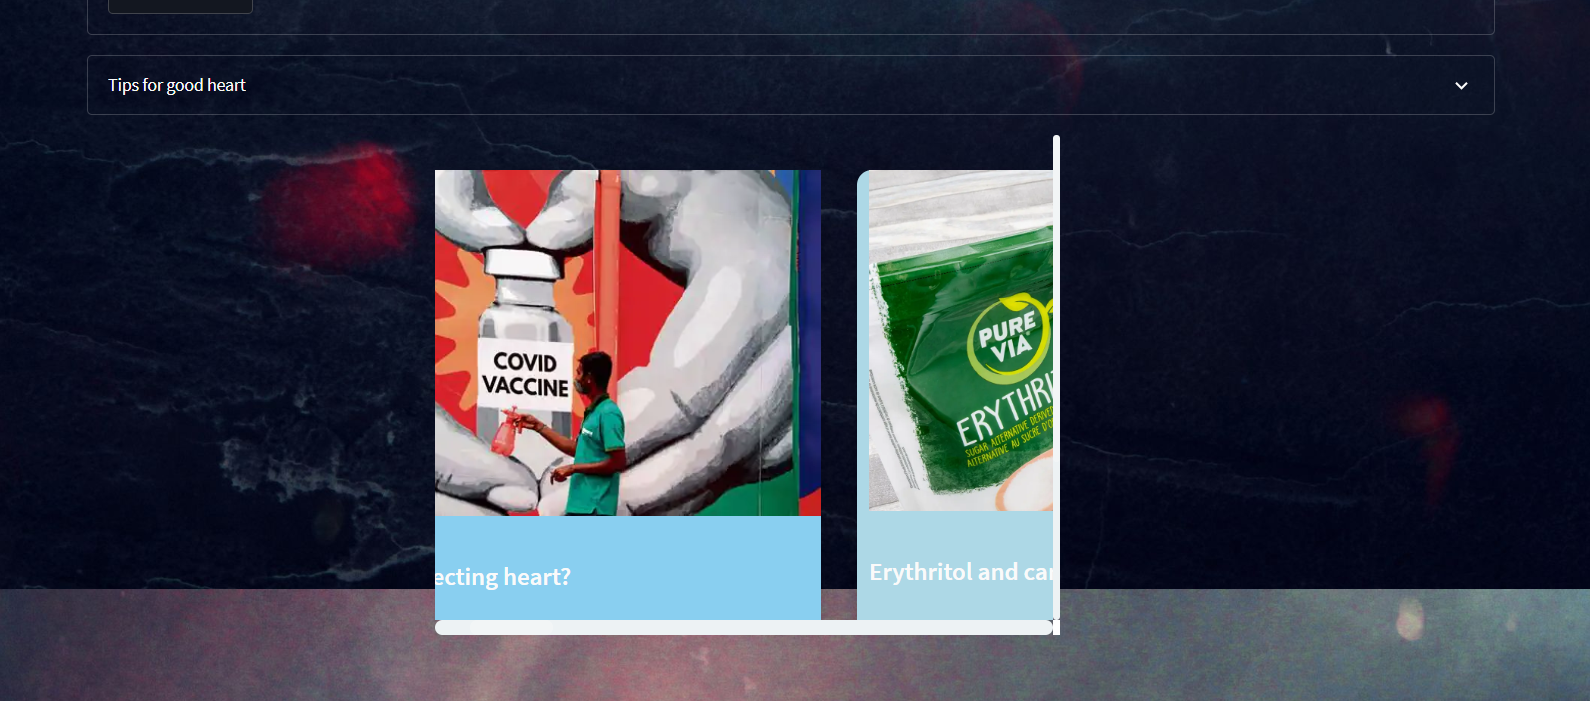 Tips for good heart
COVID
VACCINE
PURE
VIA
ERYTHRI
SUGAR ALTERNATIVE DERIVED
ALTERNATIVE AU SUCRE D'O
ecting heart?
Erythritol and car